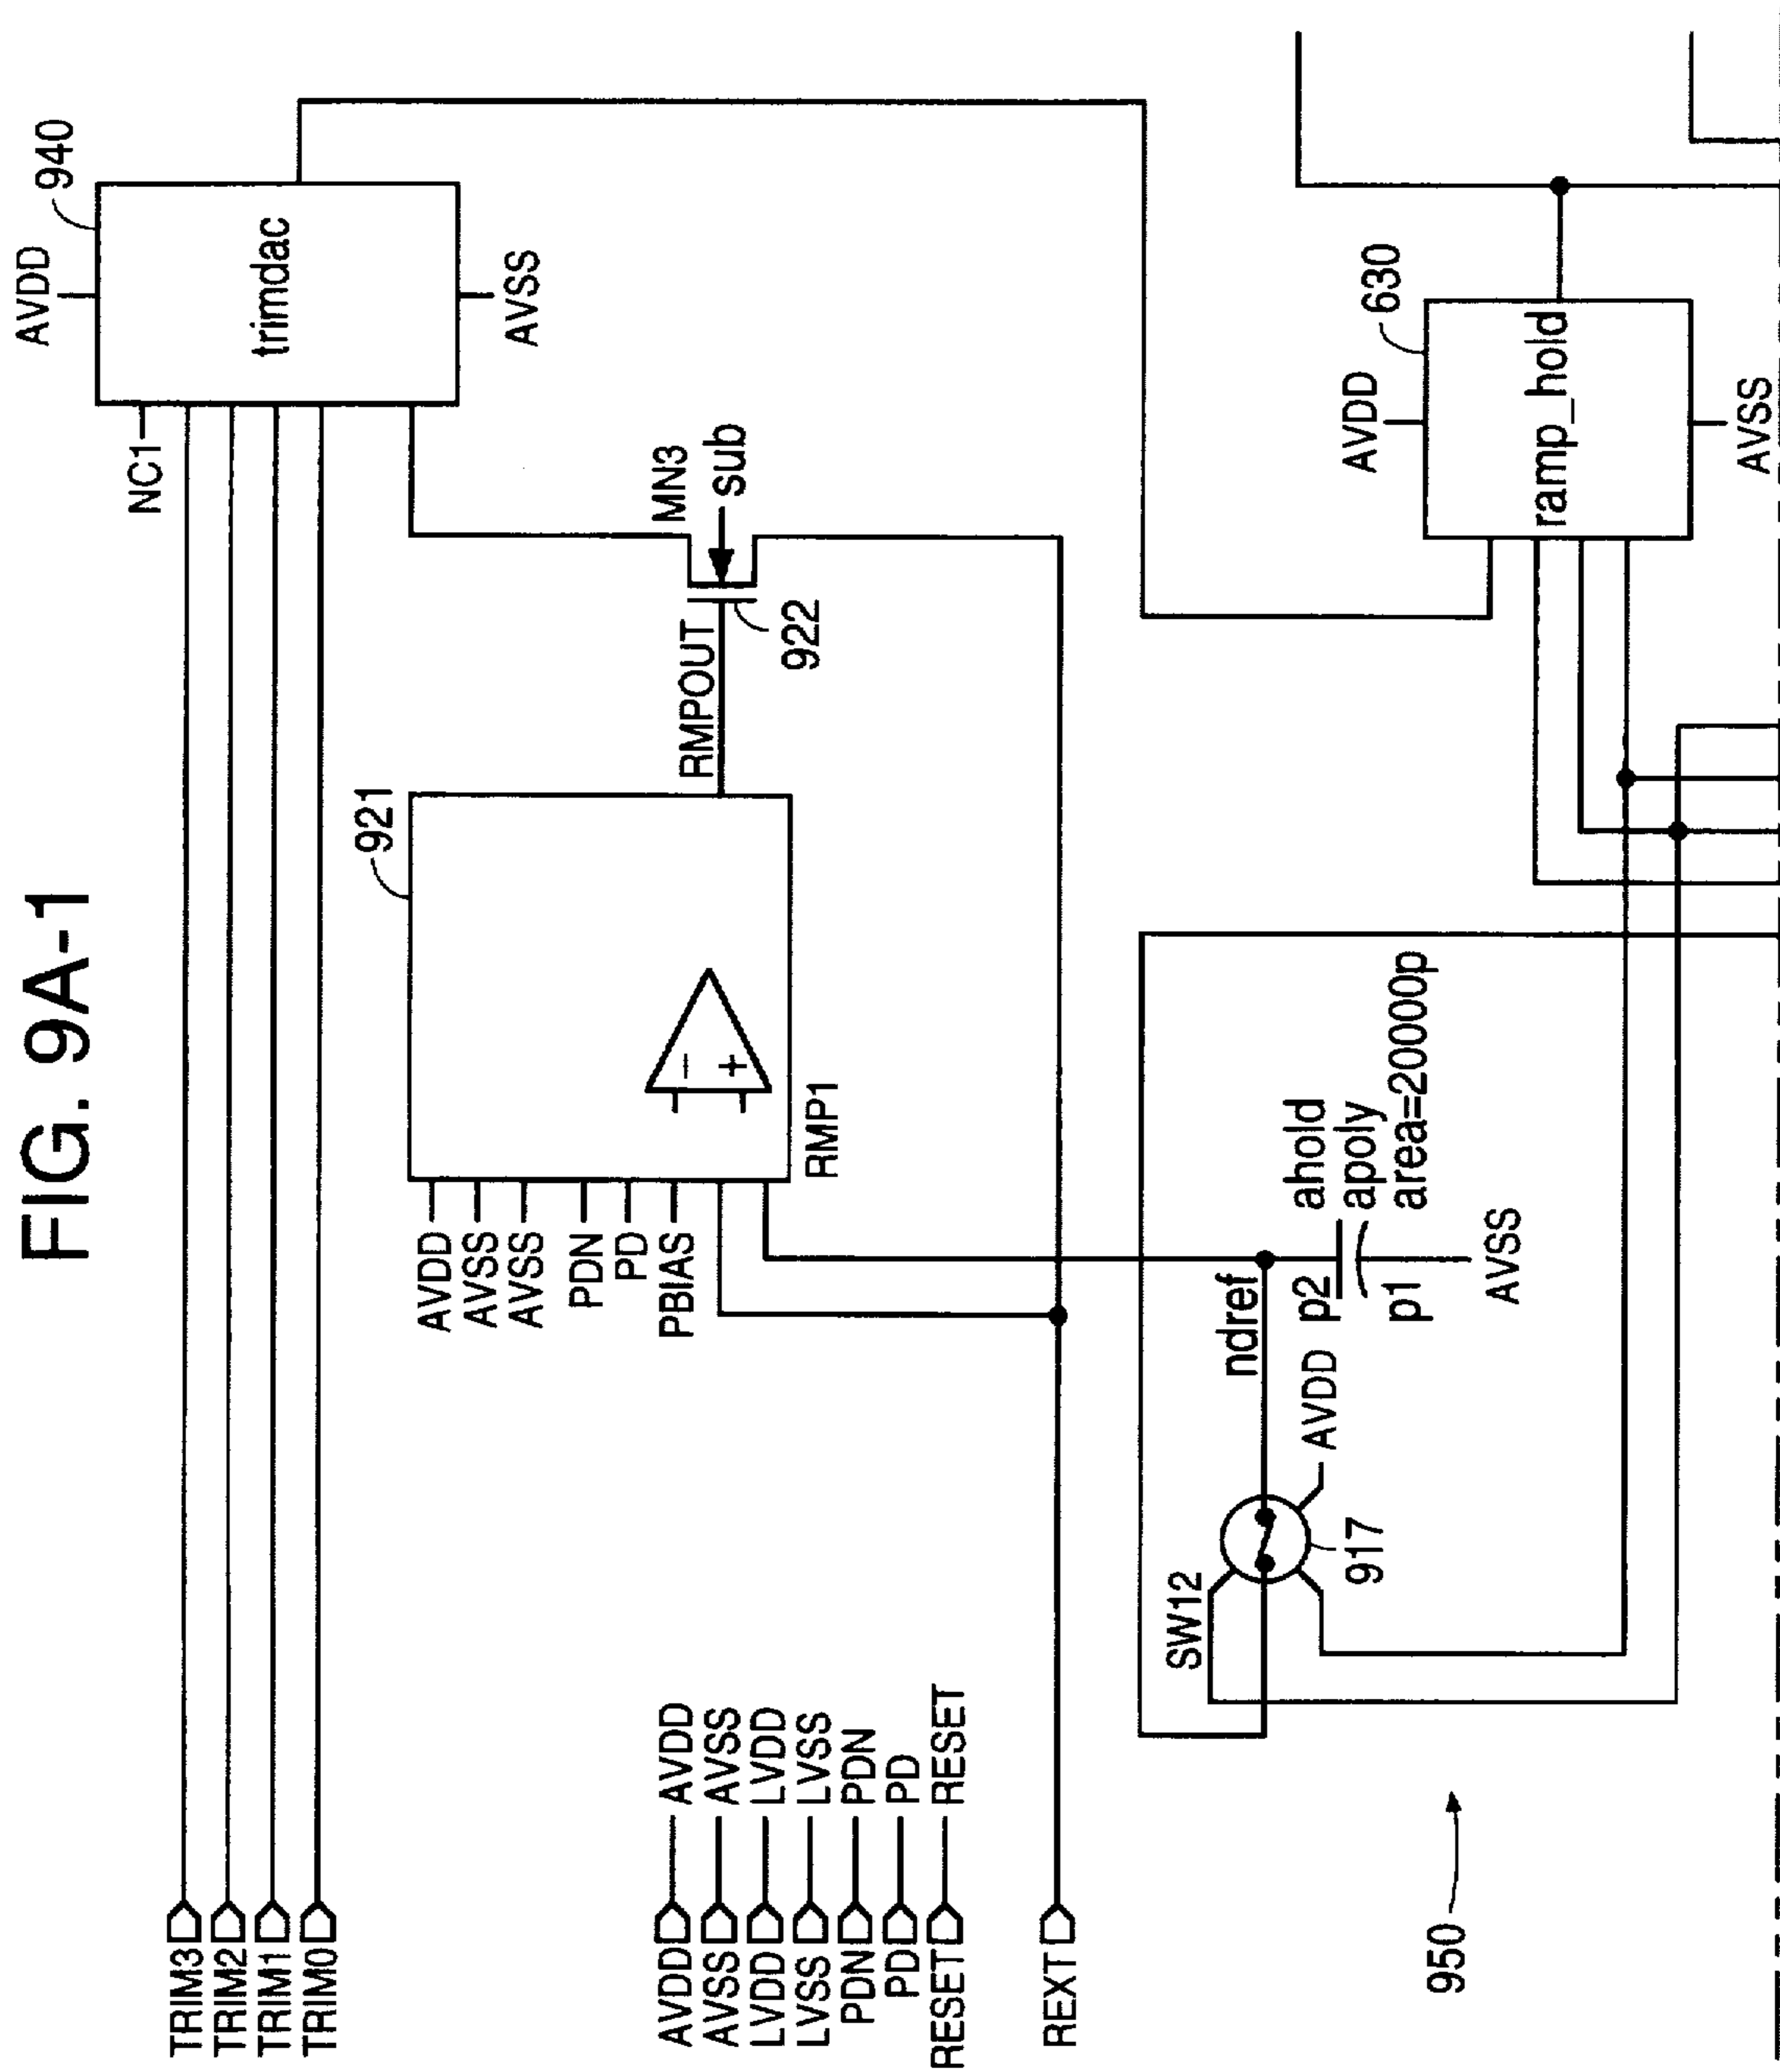 FIG. 9A-1
TRIM3
TRIM2
TRIM1
TRIM0
NC1
AVDD
940
trimdac
AVSS
921
AVDD
AVSS
AVSS
PDN
PD
PBIAS
- 
+
RMP1
RMPOUT
MN3
sub
922
AVDD AVDD
AVSS AVSS
LVDD LVDD
LVSS LVSS
PDN PDN
PD PD
RESET RESET
REXT
SW12
917
AVDD
ndref
p2
p1
ahold
apoly
area=20000p
AVSS
AVDD
630
ramp_hold
AVSS
950